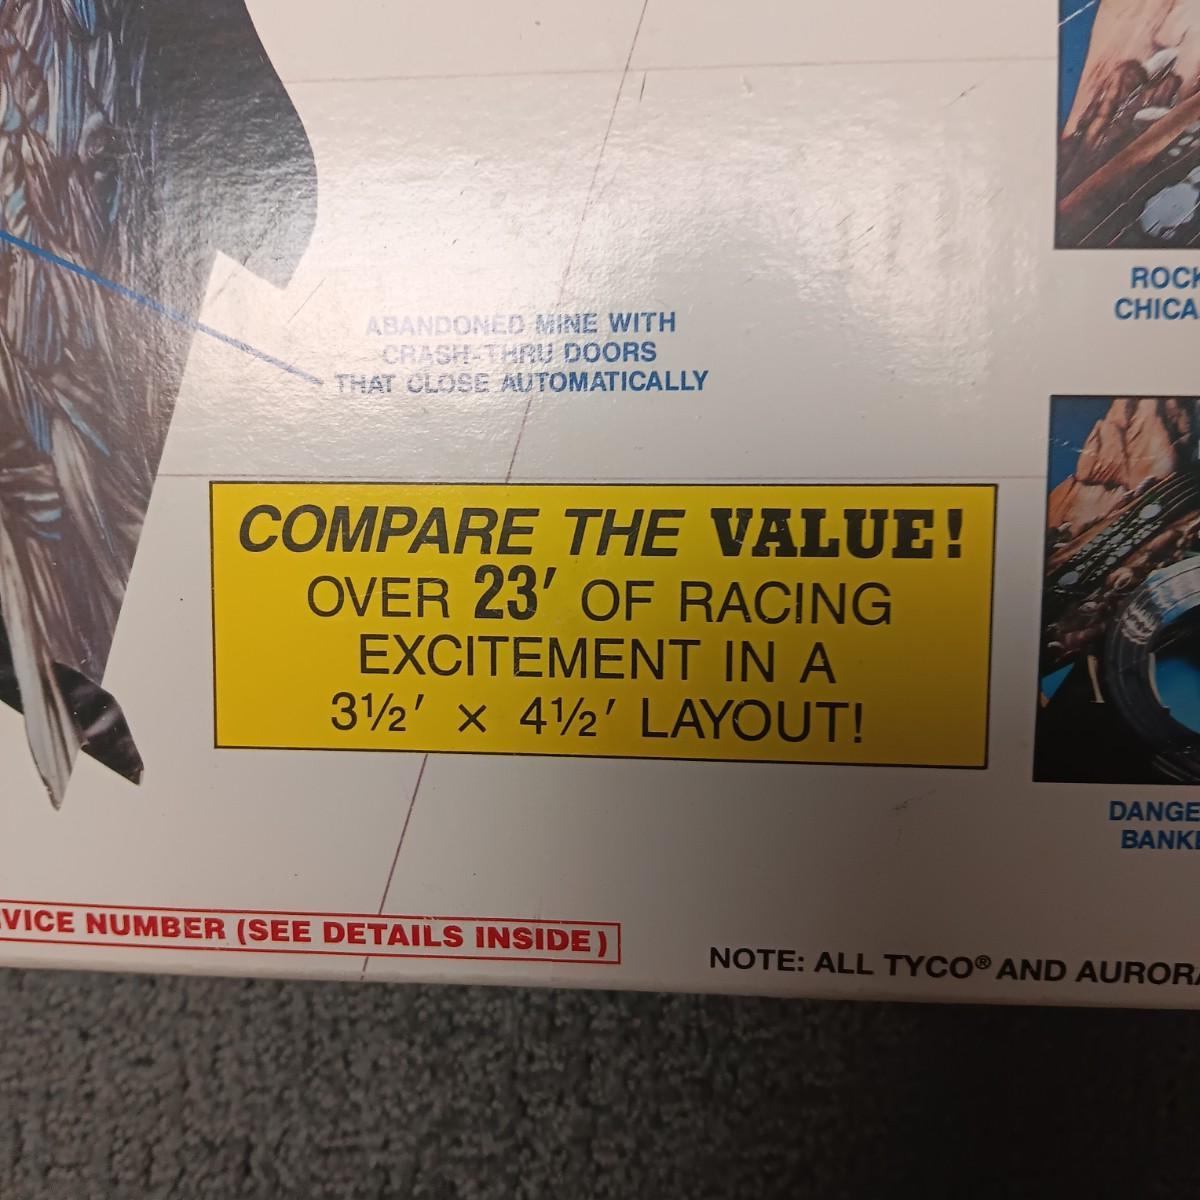 ABANDONED MINE WITH
CRASH-THRU DOORS
THAT CLOSE AUTOMATICALLY
COMPARE THE VALUE!
OVER 23' OF RACING
EXCITEMENT IN A
3½' × 4½' LAYOUT!
ROCK
CHICA
DANGE
BANKE
VICE NUMBER (SEE DETAILS INSIDE)
NOTE: ALL TYCO® AND AURORA